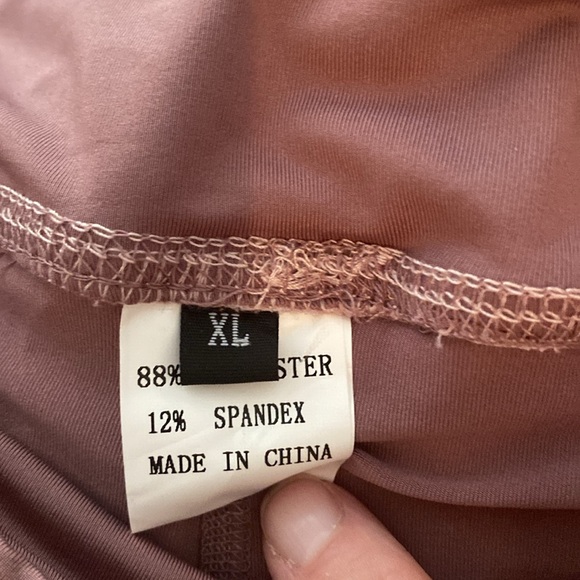 XL
88% STER
12% SPANDEX
MADE IN CHINA